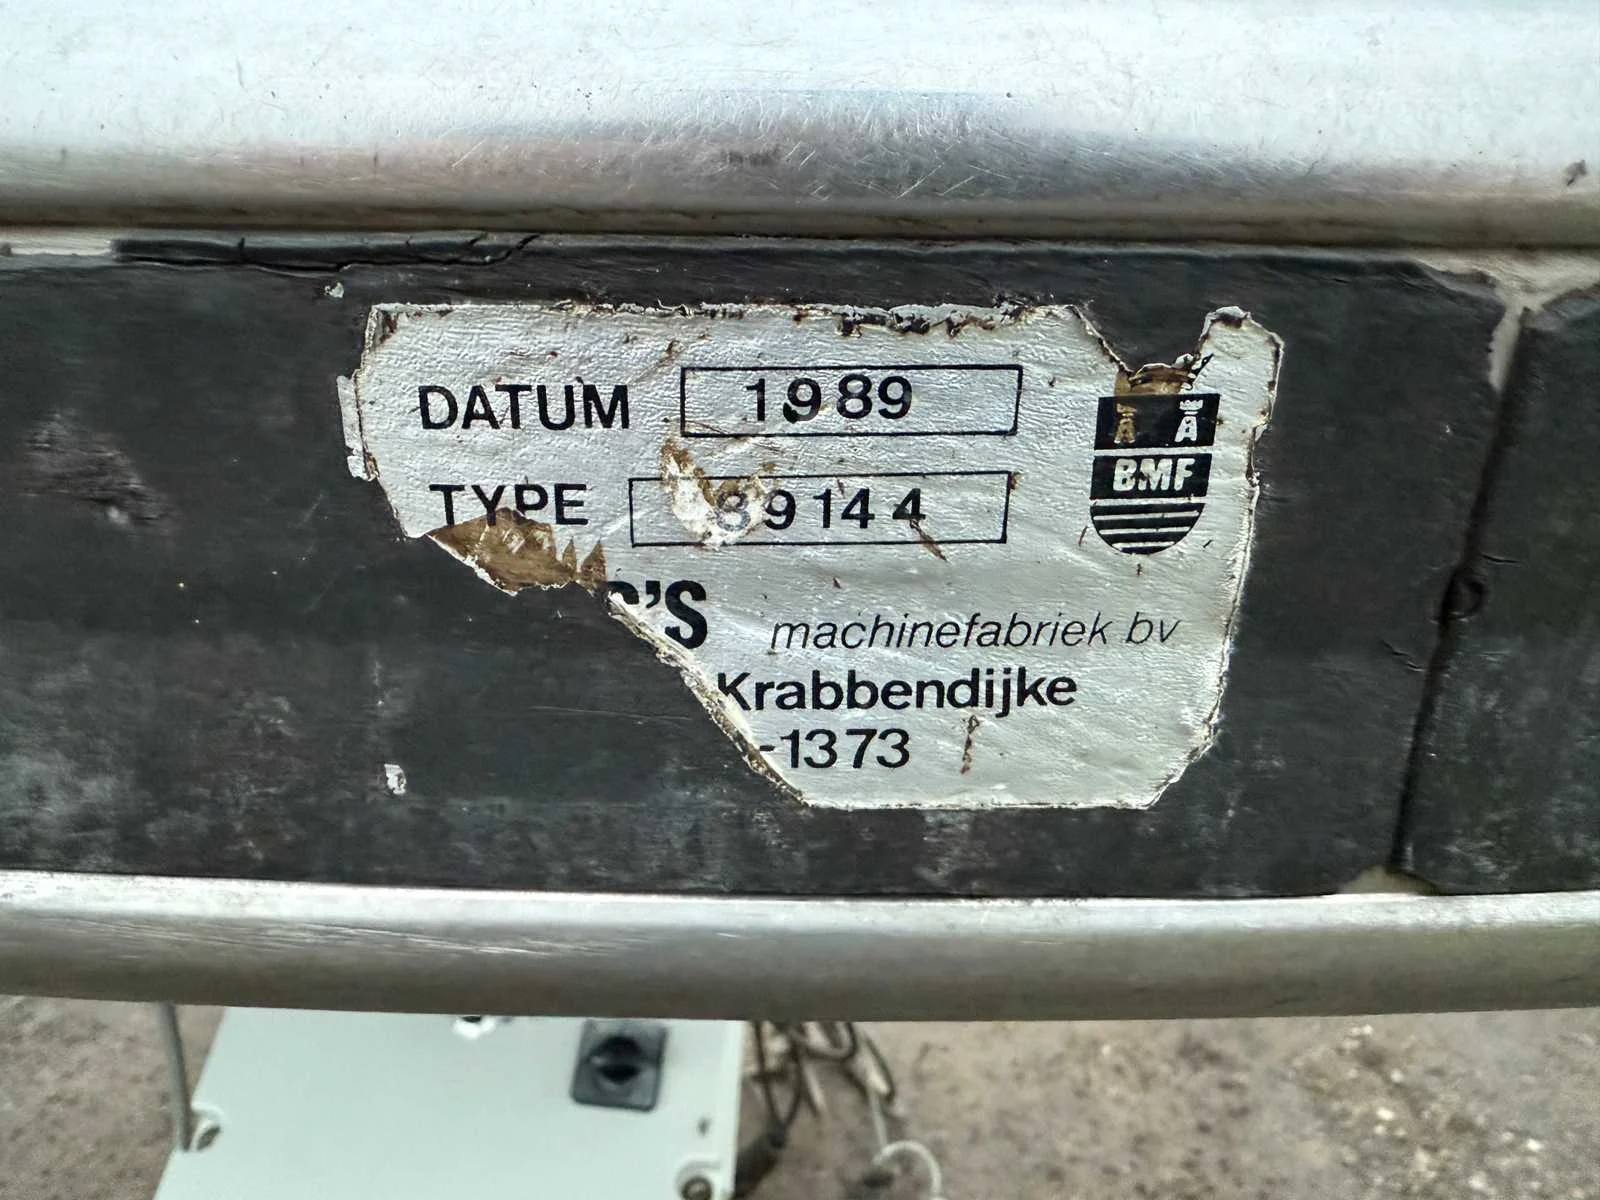 DATUM 1989
TYPE 89144
BMF
'S machinefabriek bv
Krabbendijke
-1373